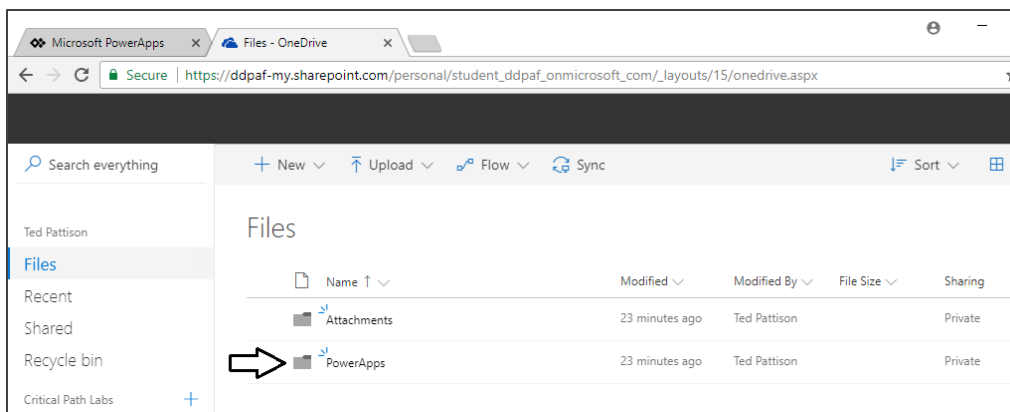 Microsoft PowerApps
Files - OneDrive
Secure https://ddpaf-my.sharepoint.com/personal/student_ddpaf_onmicrosoft_com/_layouts/15/onedrive.aspx
Search everything
New Upload Flow Sync Sort
Ted Pattison
Files
Recent
Shared
Recycle bin
Critical Path Labs
Files
Name Modified Modified By File Size Sharing
Attachments 23 minutes ago Ted Pattison Private
PowerApps 23 minutes ago Ted Pattison Private